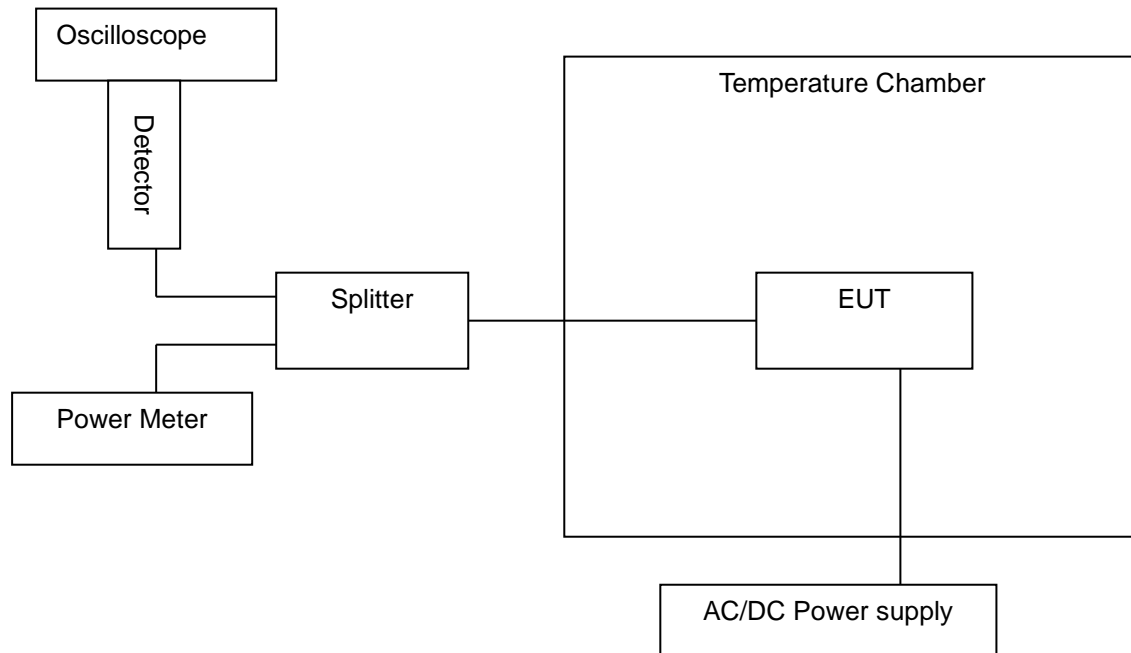 Oscilloscope
Temperature Chamber
Detector
Splitter
EUT
Power Meter
AC/DC Power supply